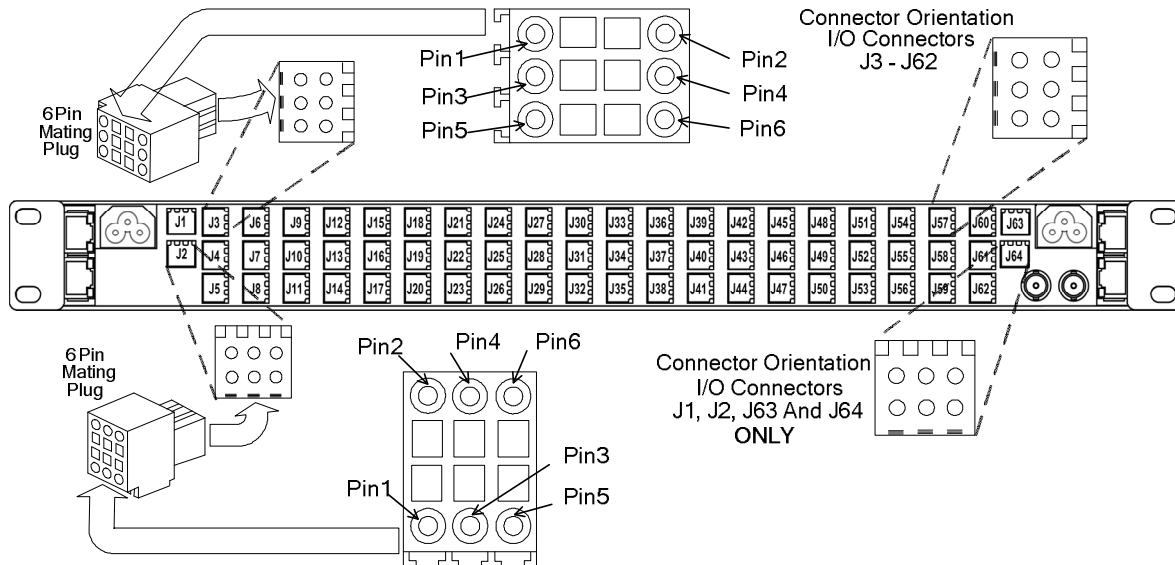 Connector Orientation
I/O Connectors
J3 - J62
Pin1
Pin2
Pin3
Pin4
Pin5
Pin6
6 Pin
Mating
Plug
J1 J3 J6 J9 J12 J15 J18 J21 J24 J27 J30 J33 J36 J39 J42 J45 J48 J51 J54 J57 J60 J63
J2 J4 J7 J10 J13 J16 J19 J22 J25 J28 J31 J34 J37 J40 J43 J46 J49 J52 J55 J58 J61 J64
J5 J8 J11 J14 J17 J20 J23 J26 J29 J32 J35 J38 J41 J44 J47 J50 J53 J56 J59 J62
6 Pin
Mating
Plug
Pin2
Pin4
Pin6
Pin1
Pin3
Pin5
Connector Orientation
I/O Connectors
J1, J2, J63 And J64
ONLY